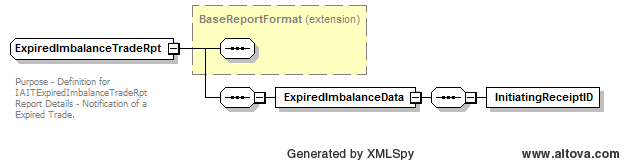 BaseReportFormat (extension)
ExpiredImbalanceTradeRpt
Purpose - Definition for
IAITExpiredImbalanceTradeRpt
Report Details - Notification of a
Expired Trade.
ExpiredImbalanceData
InitiatingReceiptID
Generated by XMLSpy
www.altova.com